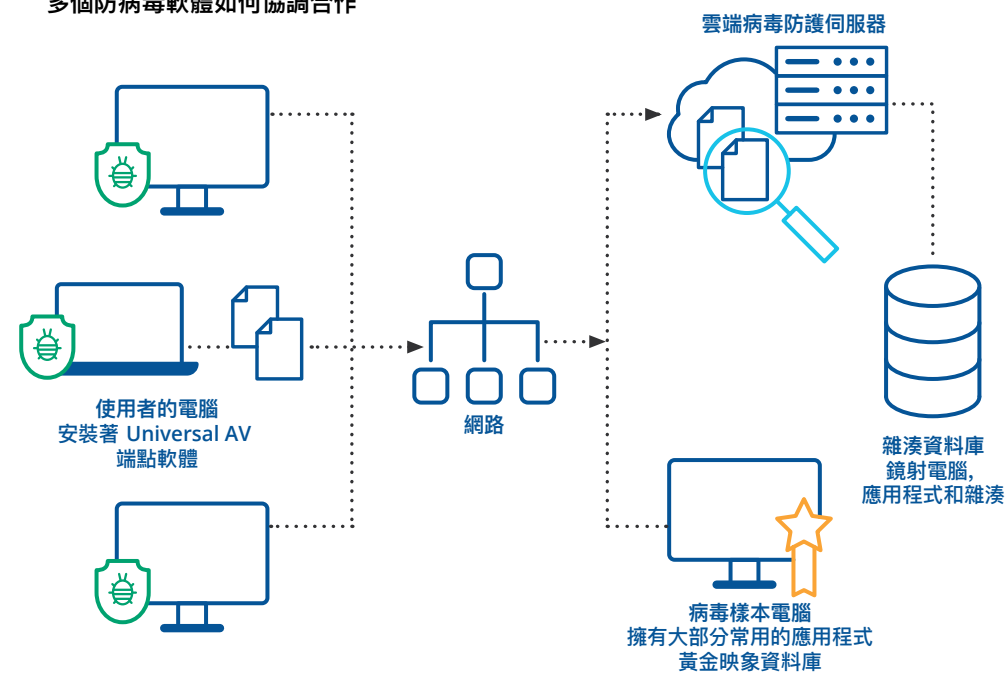 多個防病毒軟體如何協調合作
雲端病毒防護伺服器
使用者的電腦
安裝著 Universal AV
端點軟體
網路
雜湊資料庫
鏡射電腦,
應用程式和雜湊
病毒樣本電腦
擁有大部分常用的應用程式
黃金映象資料庫